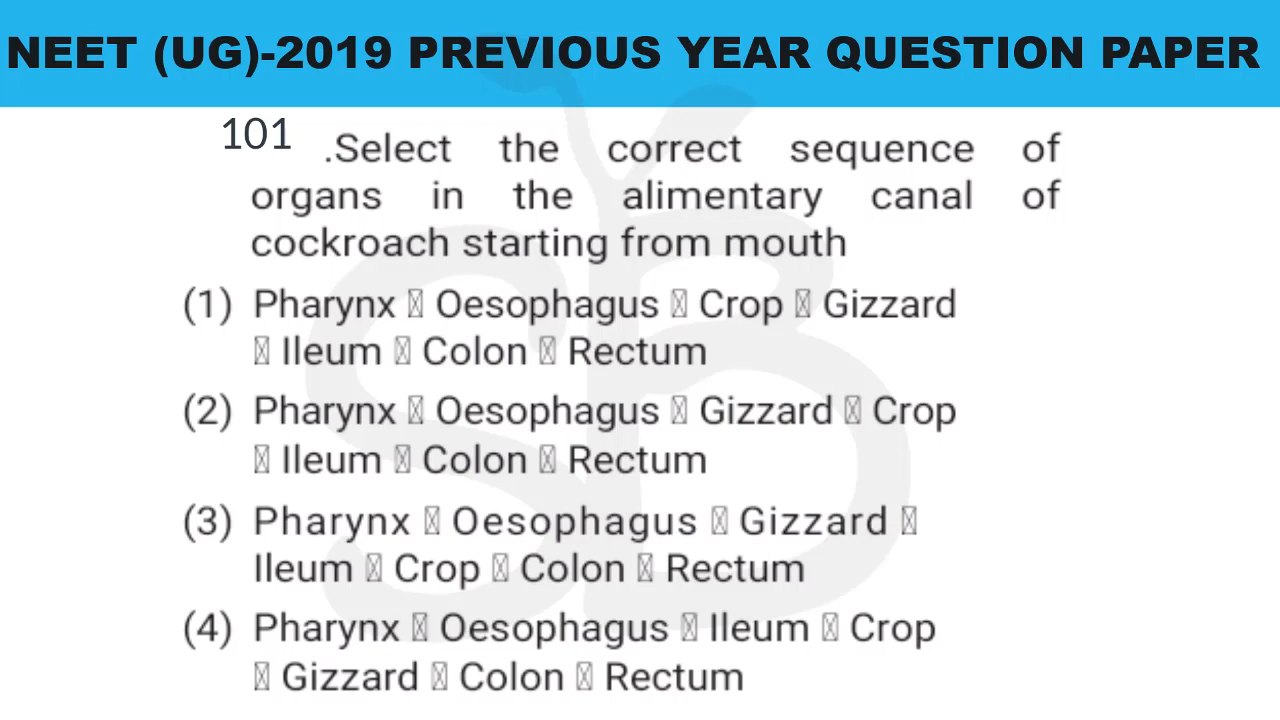 NEET (UG)-2019 PREVIOUS YEAR QUESTION PAPER
101 .Select the correct sequence of
organs in the alimentary canal of
cockroach starting from mouth
(1) Pharynx  Oesophagus  Crop  Gizzard
 Ileum  Colon  Rectum
(2) Pharynx  Oesophagus  Gizzard  Crop
 Ileum  Colon  Rectum
(3) Pharynx  Oesophagus  Gizzard 
Ileum  Crop  Colon  Rectum
(4) Pharynx  Oesophagus  Ileum  Crop
 Gizzard  Colon  Rectum
SB